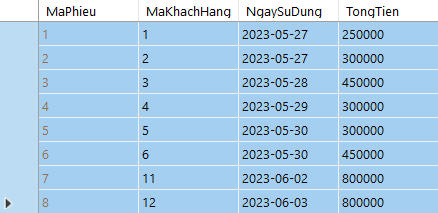 MaPhieu MaKhachHang NgaySuDung TongTien
1 1 2023-05-27 250000
2 2 2023-05-27 300000
3 3 2023-05-28 450000
4 4 2023-05-29 300000
5 5 2023-05-30 300000
6 6 2023-05-30 450000
7 11 2023-06-02 800000
8 12 2023-06-03 800000